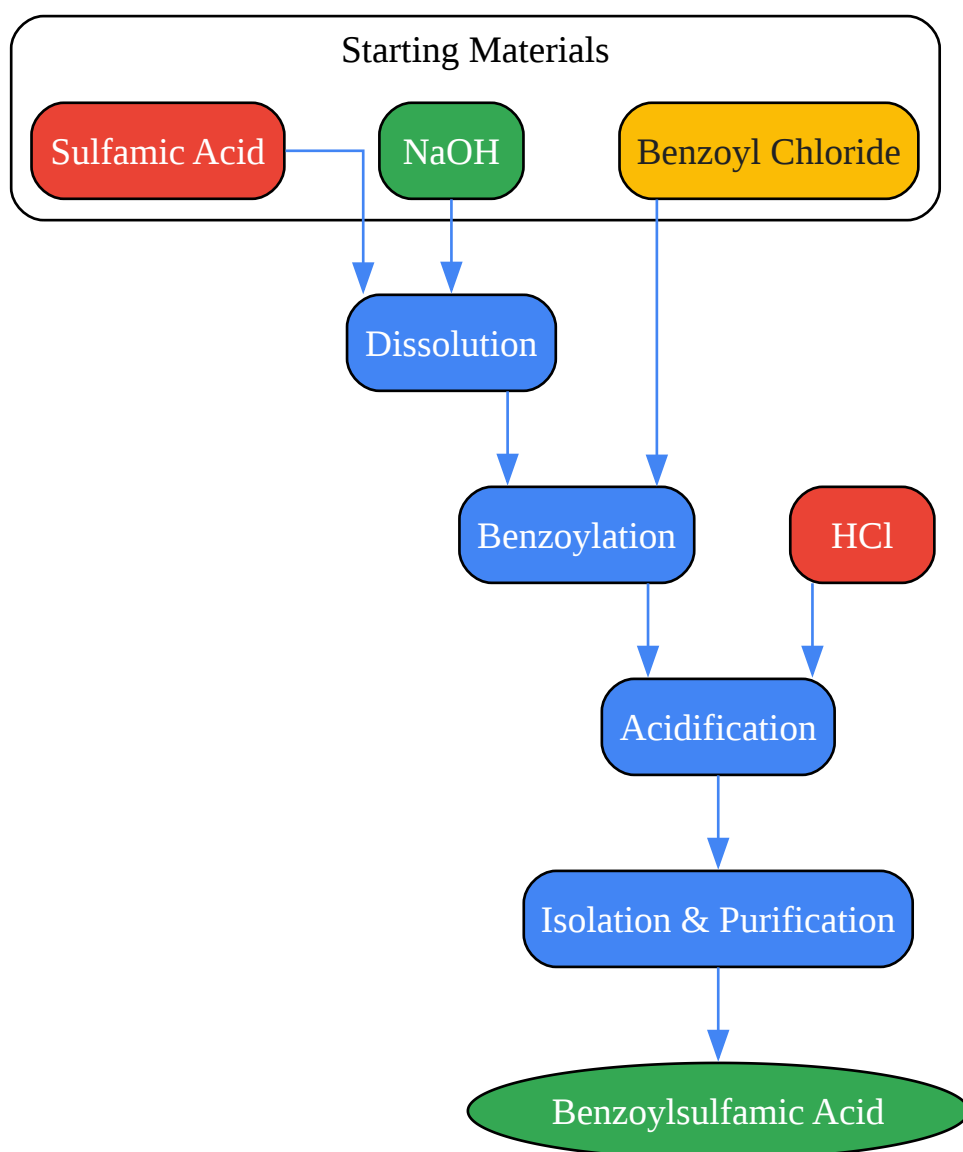 Starting Materials
Sulfamic Acid
NaOH
Benzoyl Chloride
Dissolution
Benzoylation
HCl
Acidification
Isolation & Purification
Benzoylsulfamic Acid